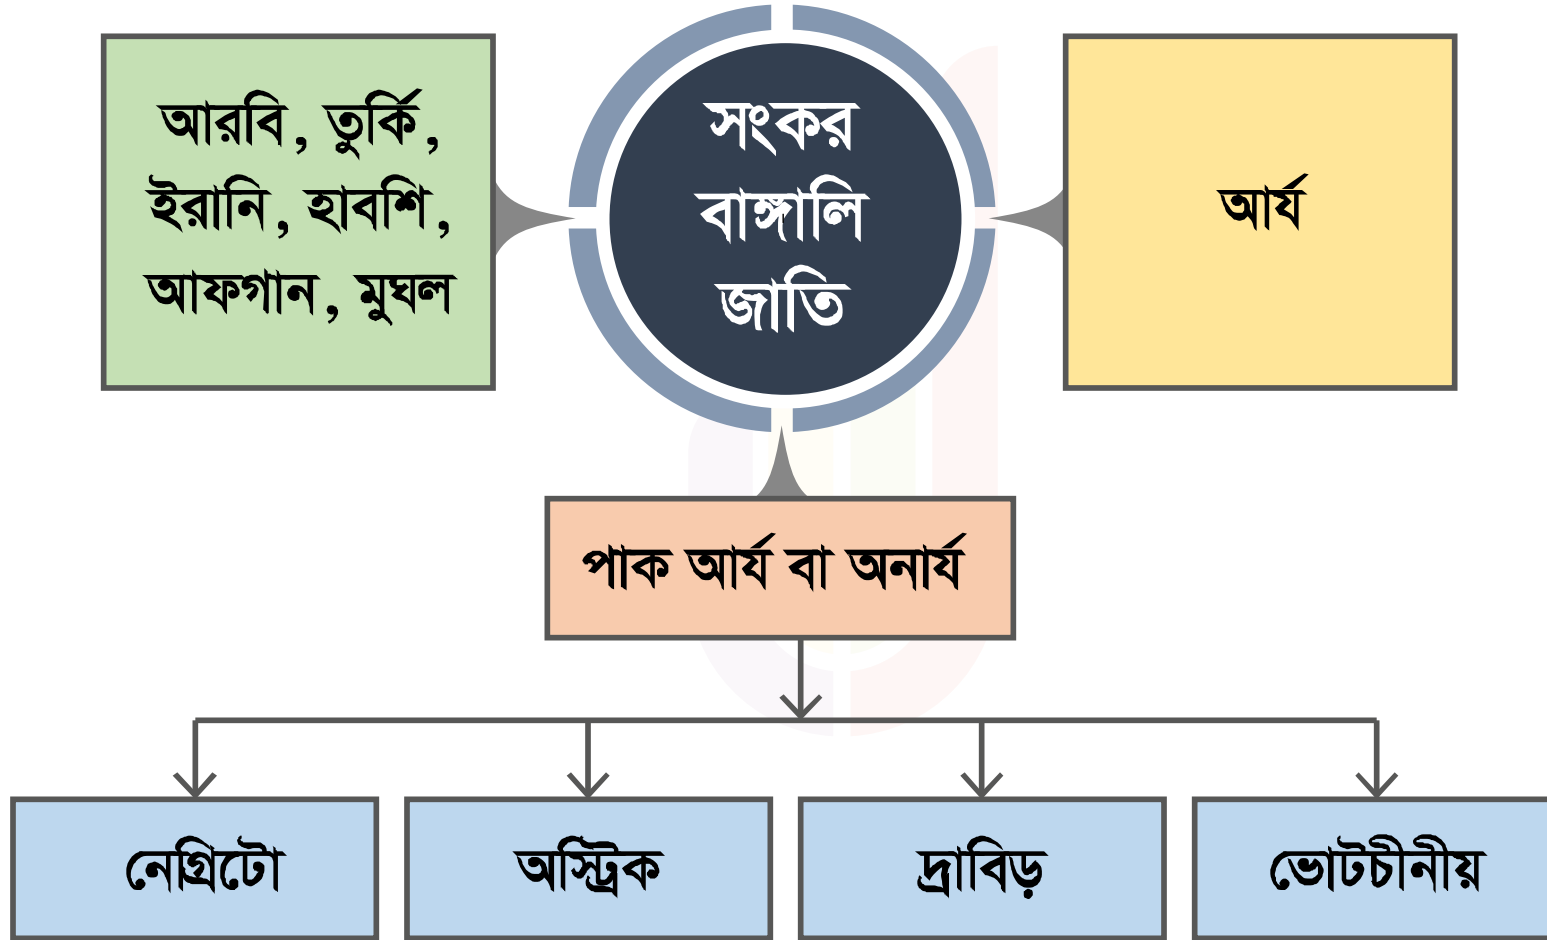 আরবি, তুর্কি,
ইরানি, হাবশি,
আফগান, মুঘল
সংকর
বাঙ্গালি
জাতি
আর্য
পাক আর্য বা অনার্য
নেগ্রিটো
অস্ট্রিক
দ্রাবিড়
ভোটচীনীয়